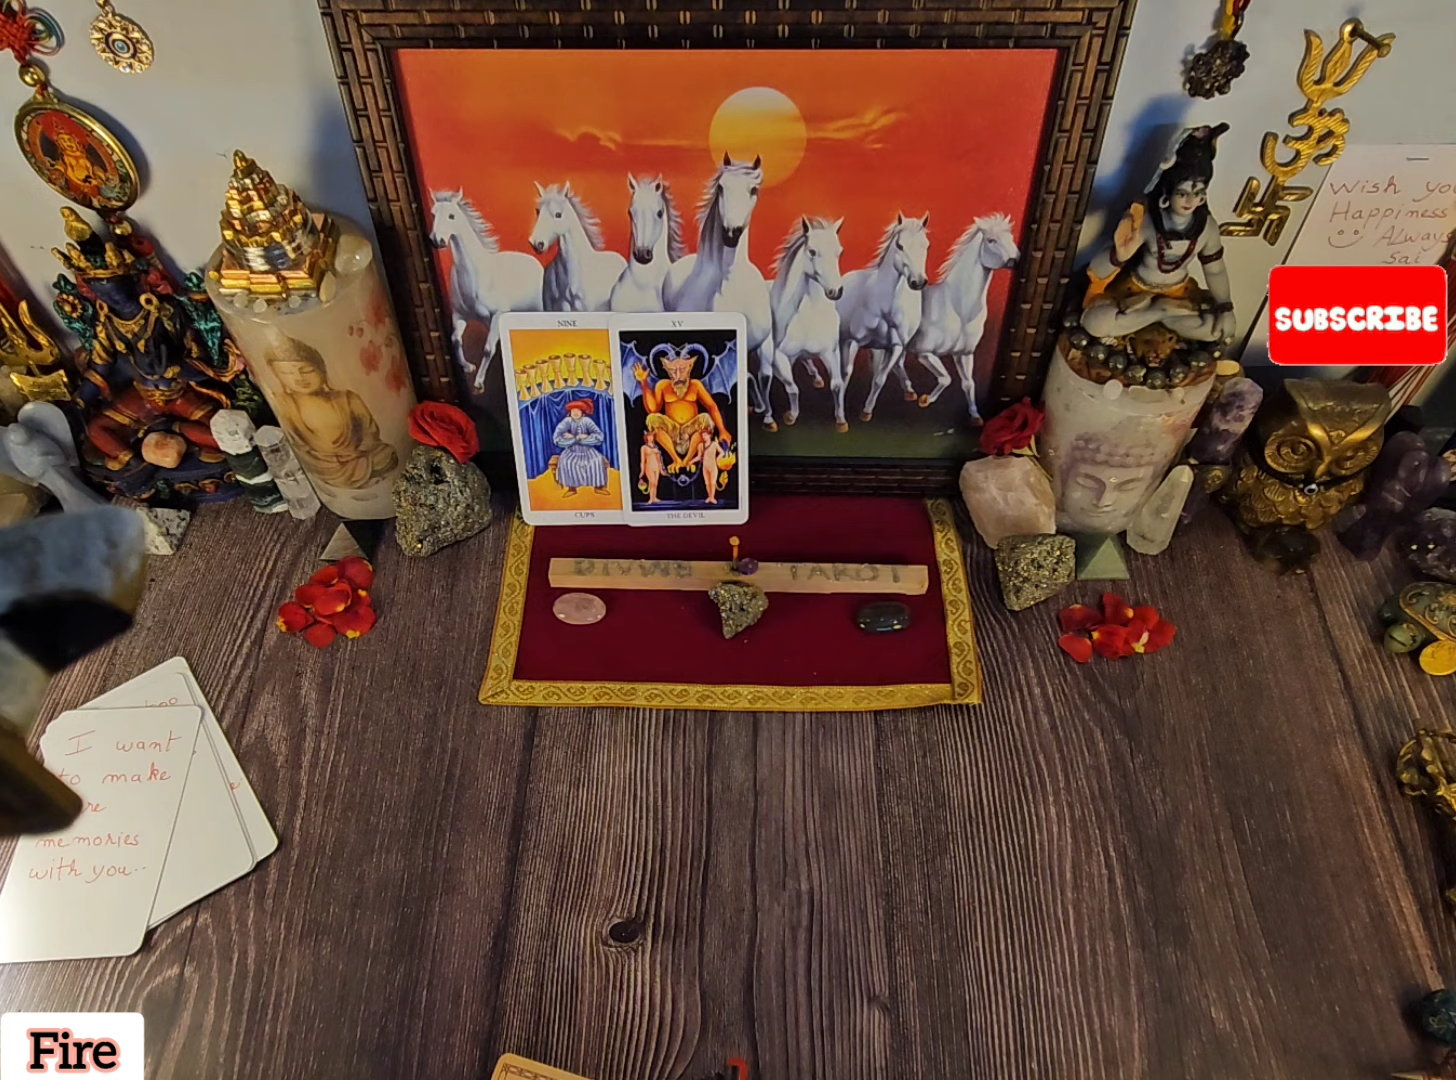 Wish you
Happiness
Always
Sai
SUBSCRIBE
NINE
XV
CUPS
THE DEVIL
DIVINE TAROT
I want
to make
memories
with you..
Fire